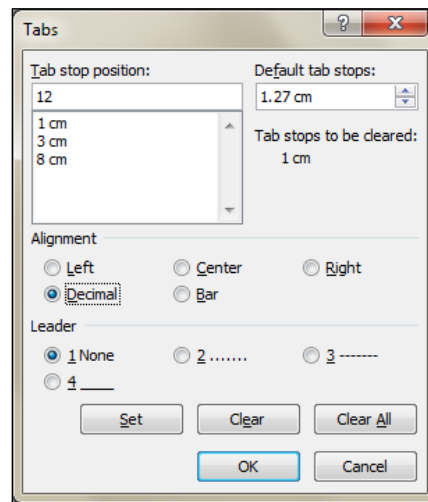 Tabs ? X
Tab stop position: Default tab stops:
12 1.27 cm
1 cm Tab stops to be cleared:
3 cm 1 cm
8 cm
Alignment
Left Center Right
Decimal Bar
Leader
1 None 2 ....... 3 -------
4 ____
Set Clear Clear All
OK Cancel